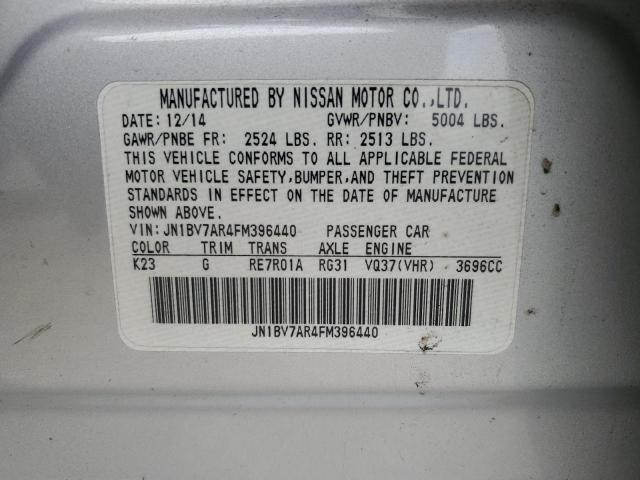 MANUFACTURED BY NISSAN MOTOR CO.,LTD.
DATE: 12/14 GVWR/PNBV: 5004 LBS.
GAWR/PNBE FR: 2524 LBS. RR: 2513 LBS.
THIS VEHICLE CONFORMS TO ALL APPLICABLE FEDERAL
MOTOR VEHICLE SAFETY,BUMPER,AND THEFT PREVENTION
STANDARDS IN EFFECT ON THE DATE OF MANUFACTURE
SHOWN ABOVE.
VIN: JN1BV7AR4FM396440 PASSENGER CAR
COLOR TRIM TRANS AXLE ENGINE
K23 G RE7R01A RG31 VQ37(VHR) 3696CC
JN1BV7AR4FM396440